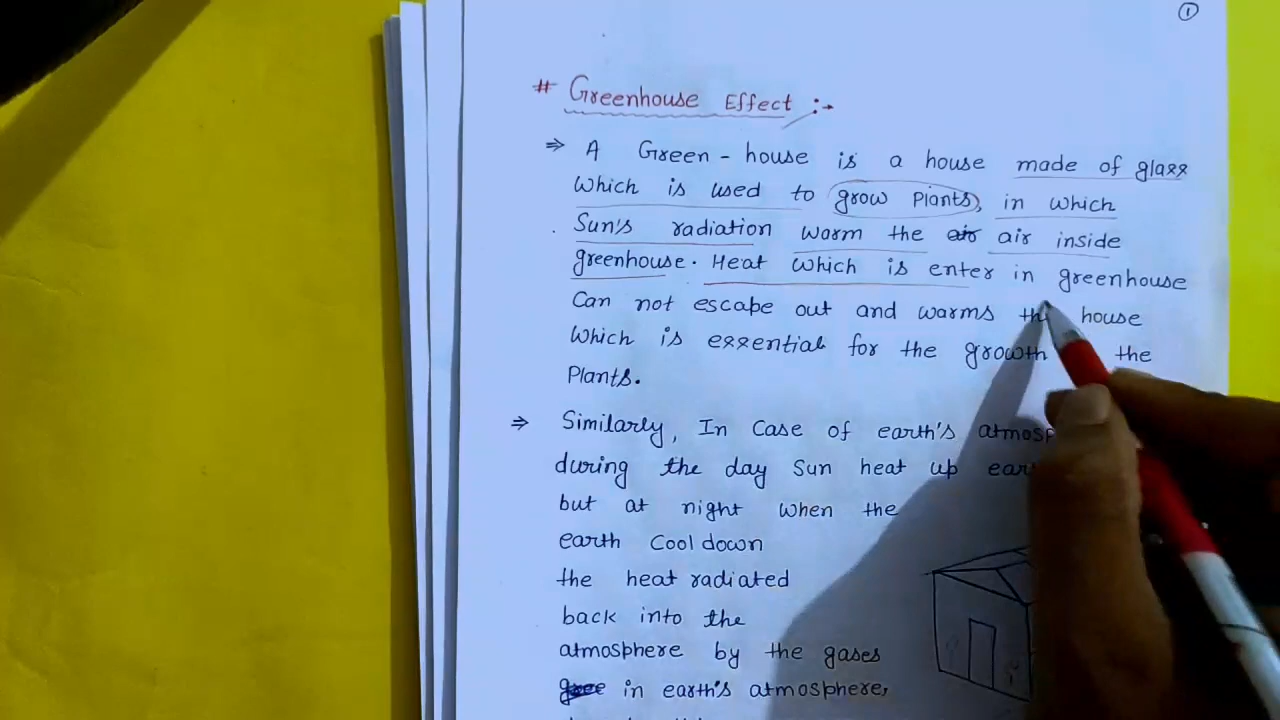 1
# Greenhouse Effect :→
⇒ A Green-house is a house made of glass
Which is used to grow Plants, in which
Sun's radiation warm the air inside
greenhouse. Heat which is enter in greenhouse
Can not escape out and warms house
Which is essential for the growth the
Plants.
⇒ Similarly, In Case of earth's
during the day Sun heat up
but at night when the
earth Cool down
the heat radiated
back into the
atmosphere by the gases
in earth's atmosphere,